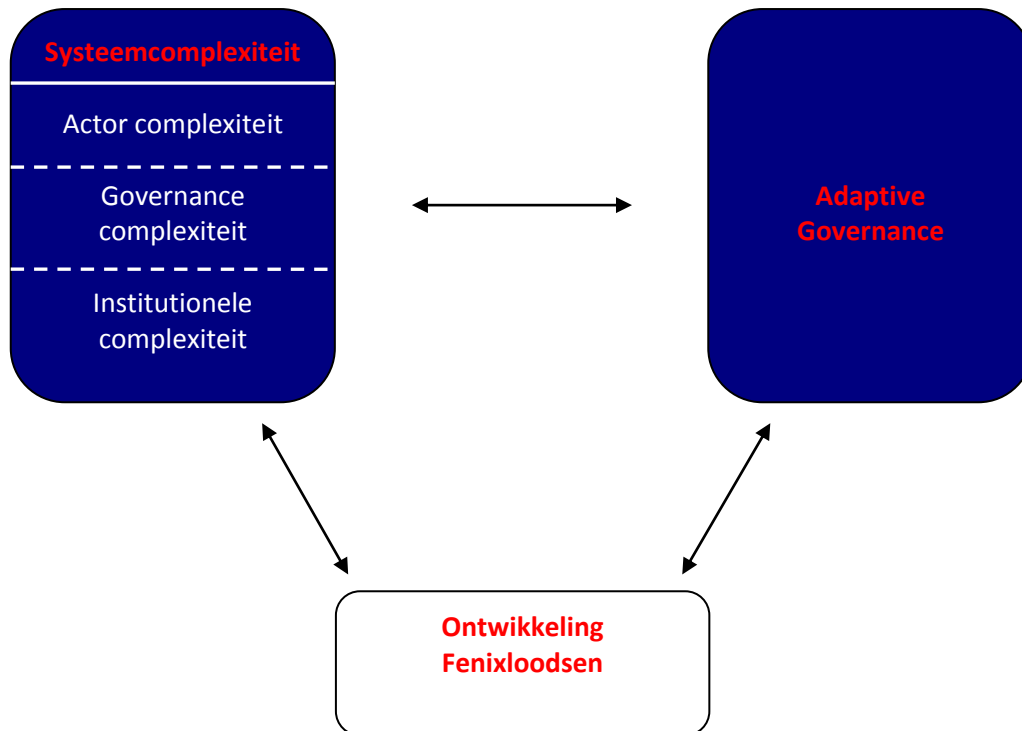 Systeemcomplexiteit
Actor complexiteit
Governance
complexiteit
Institutionele
complexiteit
Adaptive
Governance
Ontwikkeling
Fenixloodsen